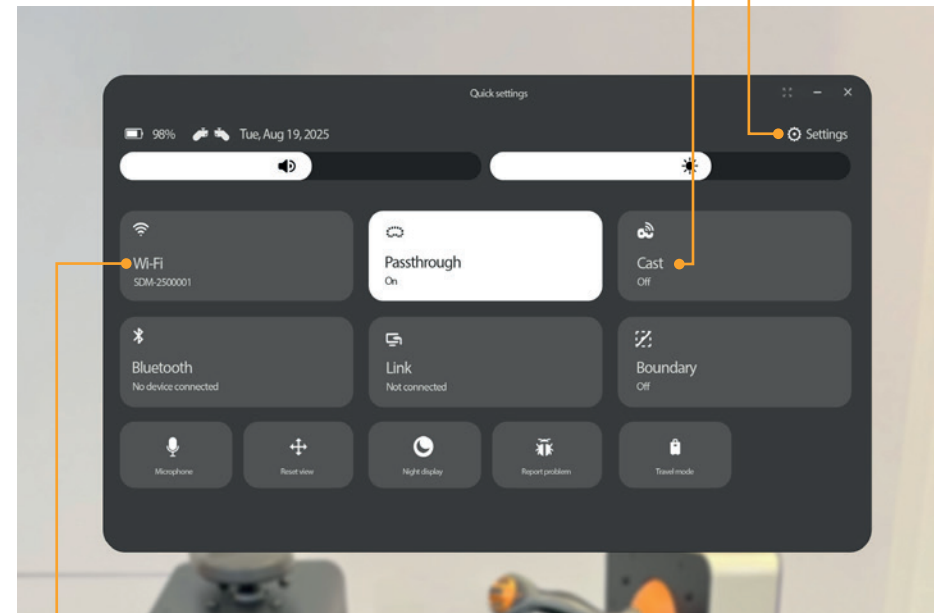 Quick settings
98% Tue, Aug 19, 2025 Settings
Wi-Fi
SDM-2500001
Passthrough
On
Cast
Off
Bluetooth
No device connected
Link
Not connected
Boundary
Off
Microphone
Reset view
Night display
Report problem
Travel mode